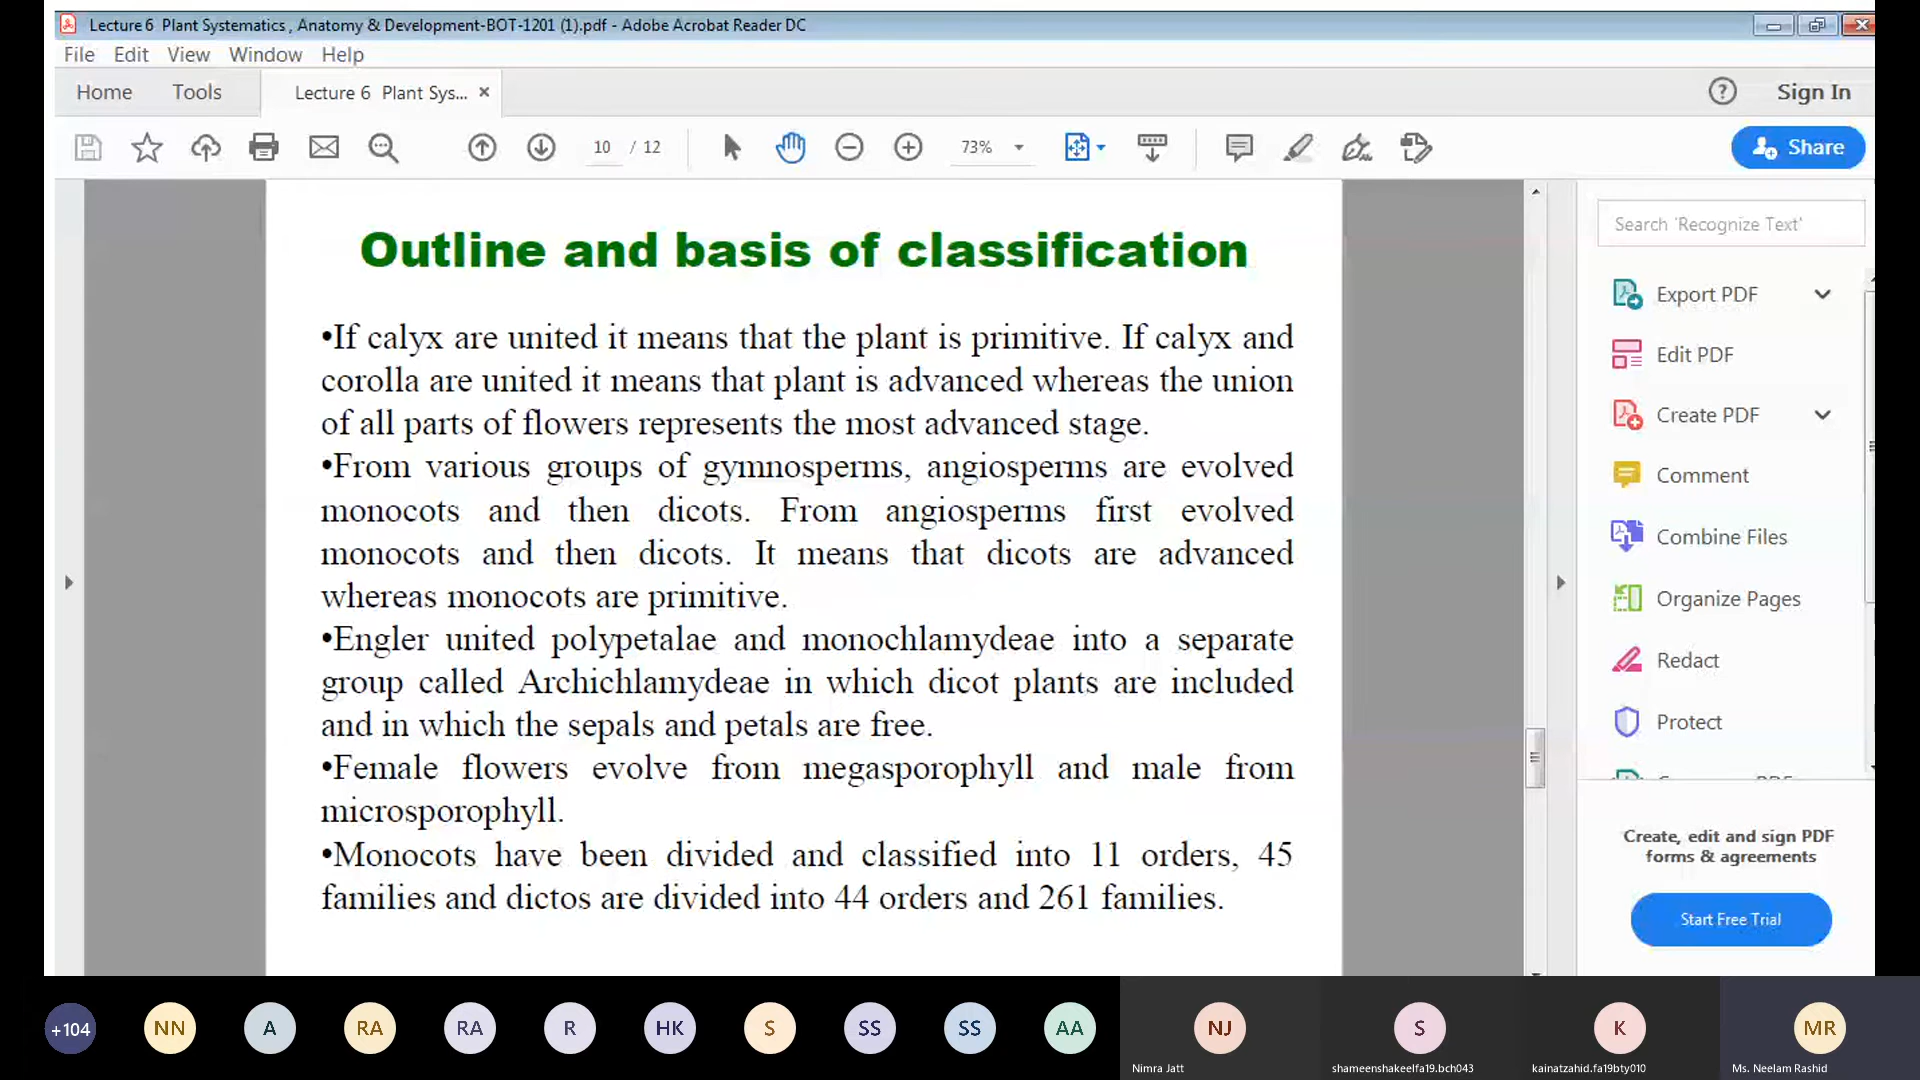 Lecture 6 Plant Systematics , Anatomy & Development-BOT-1201 (1).pdf - Adobe Acrobat Reader DC
File Edit View Window Help
Home Tools Lecture 6 Plant Sys... × Sign In
10 / 12 73% Share
Search 'Recognize Text'
Export PDF
Edit PDF
Create PDF
Comment
Combine Files
Organize Pages
Redact
Protect
Create, edit and sign PDF
forms & agreements
Start Free Trial
Outline and basis of classification
•If calyx are united it means that the plant is primitive. If calyx and
corolla are united it means that plant is advanced whereas the union
of all parts of flowers represents the most advanced stage.
•From various groups of gymnosperms, angiosperms are evolved
monocots and then dicots. From angiosperms first evolved
monocots and then dicots. It means that dicots are advanced
whereas monocots are primitive.
•Engler united polypetalae and monochlamydeae into a separate
group called Archichlamydeae in which dicot plants are included
and in which the sepals and petals are free.
•Female flowers evolve from megasporophyll and male from
microsporophyll.
•Monocots have been divided and classified into 11 orders, 45
families and dictos are divided into 44 orders and 261 families.
+104 NN A RA RA R HK S SS SS AA NJ S K MR
Nimra Jatt shameenshakeelfa19.bch043 kainatzahid.fa19bty010 Ms. Neelam Rashid